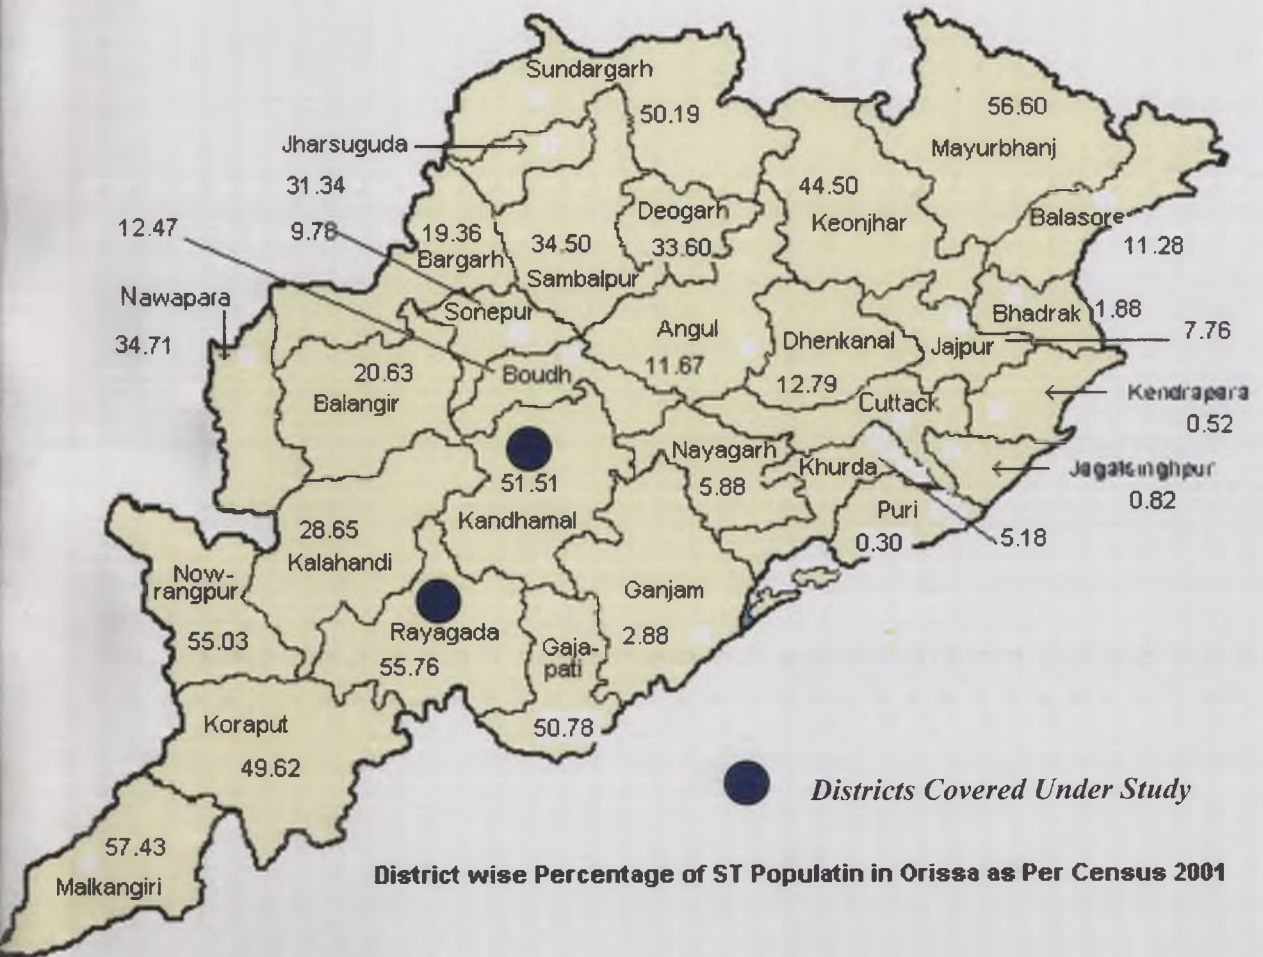 Sundargarh
50.19
56.60
Mayurbhanj
Jharsuguda
31.34
44.50
Keonjhar
Deogarh
33.60
Balasore
11.28
12.47
9.78
19.36
Bargarh
34.50
Sambalpur
Nawapara
34.71
Sonepur
Angul
11.67
Dhenkanal
12.79
Bhadrak
1.88
Jajpur
7.76
20.63
Balangir
Boudh
Cuttack
Kendrapara
0.52
51.51
Kandhamal
Nayagarh
5.88
Khurda
Jagatsinghpur
0.82
Puri
0.30
5.18
28.65
Kalahandi
Now-
rangpur
55.03
Rayagada
55.76
Gaja-
pati
50.78
Ganjam
2.88
Koraput
49.62
57.43
Malkangiri
Districts Covered Under Study
District wise Percentage of ST Populatin in Orissa as Per Census 2001